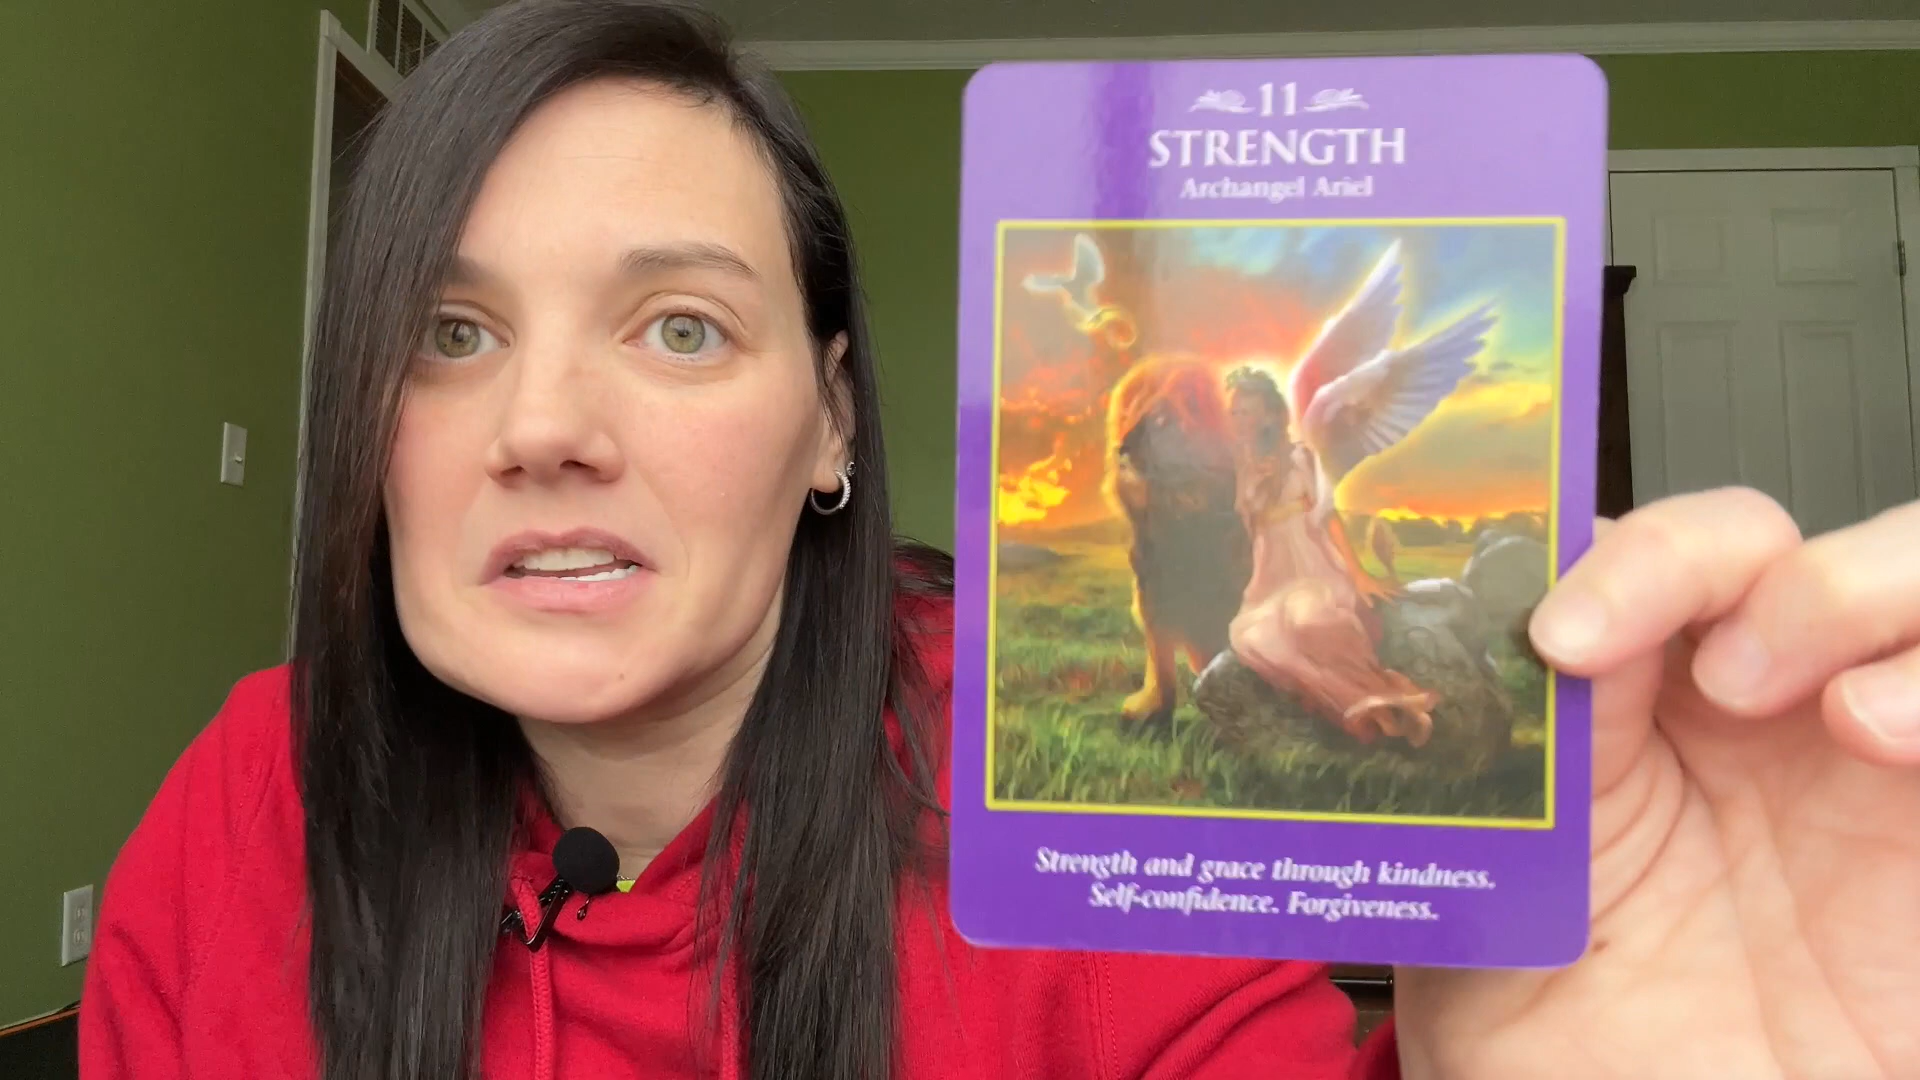 11
STRENGTH
Archangel Ariel
Strength and grace through kindness.
Self-confidence. Forgiveness.